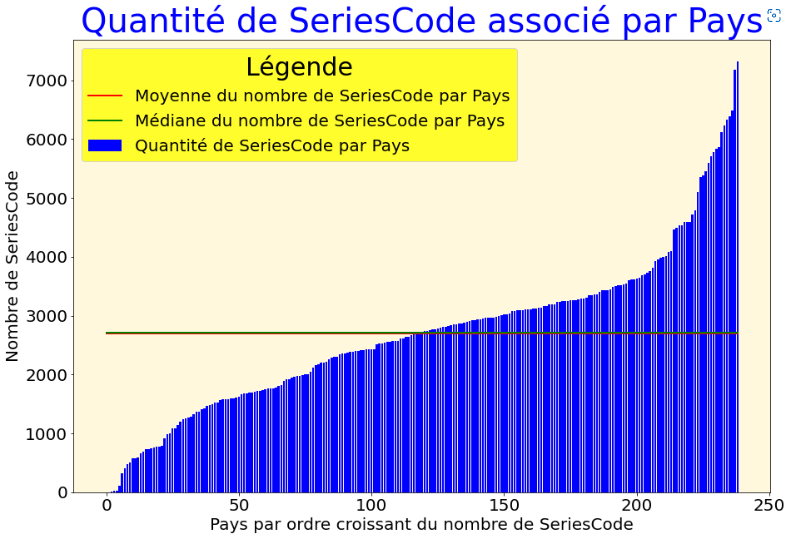 Quantité de SeriesCode associé par Pays
Légende
Moyenne du nombre de SeriesCode par Pays
Médiane du nombre de SeriesCode par Pays
Quantité de SeriesCode par Pays
Nombre de SeriesCode
7000
6000
5000
4000
3000
2000
1000
0
0 50 100 150 200 250
Pays par ordre croissant du nombre de SeriesCode